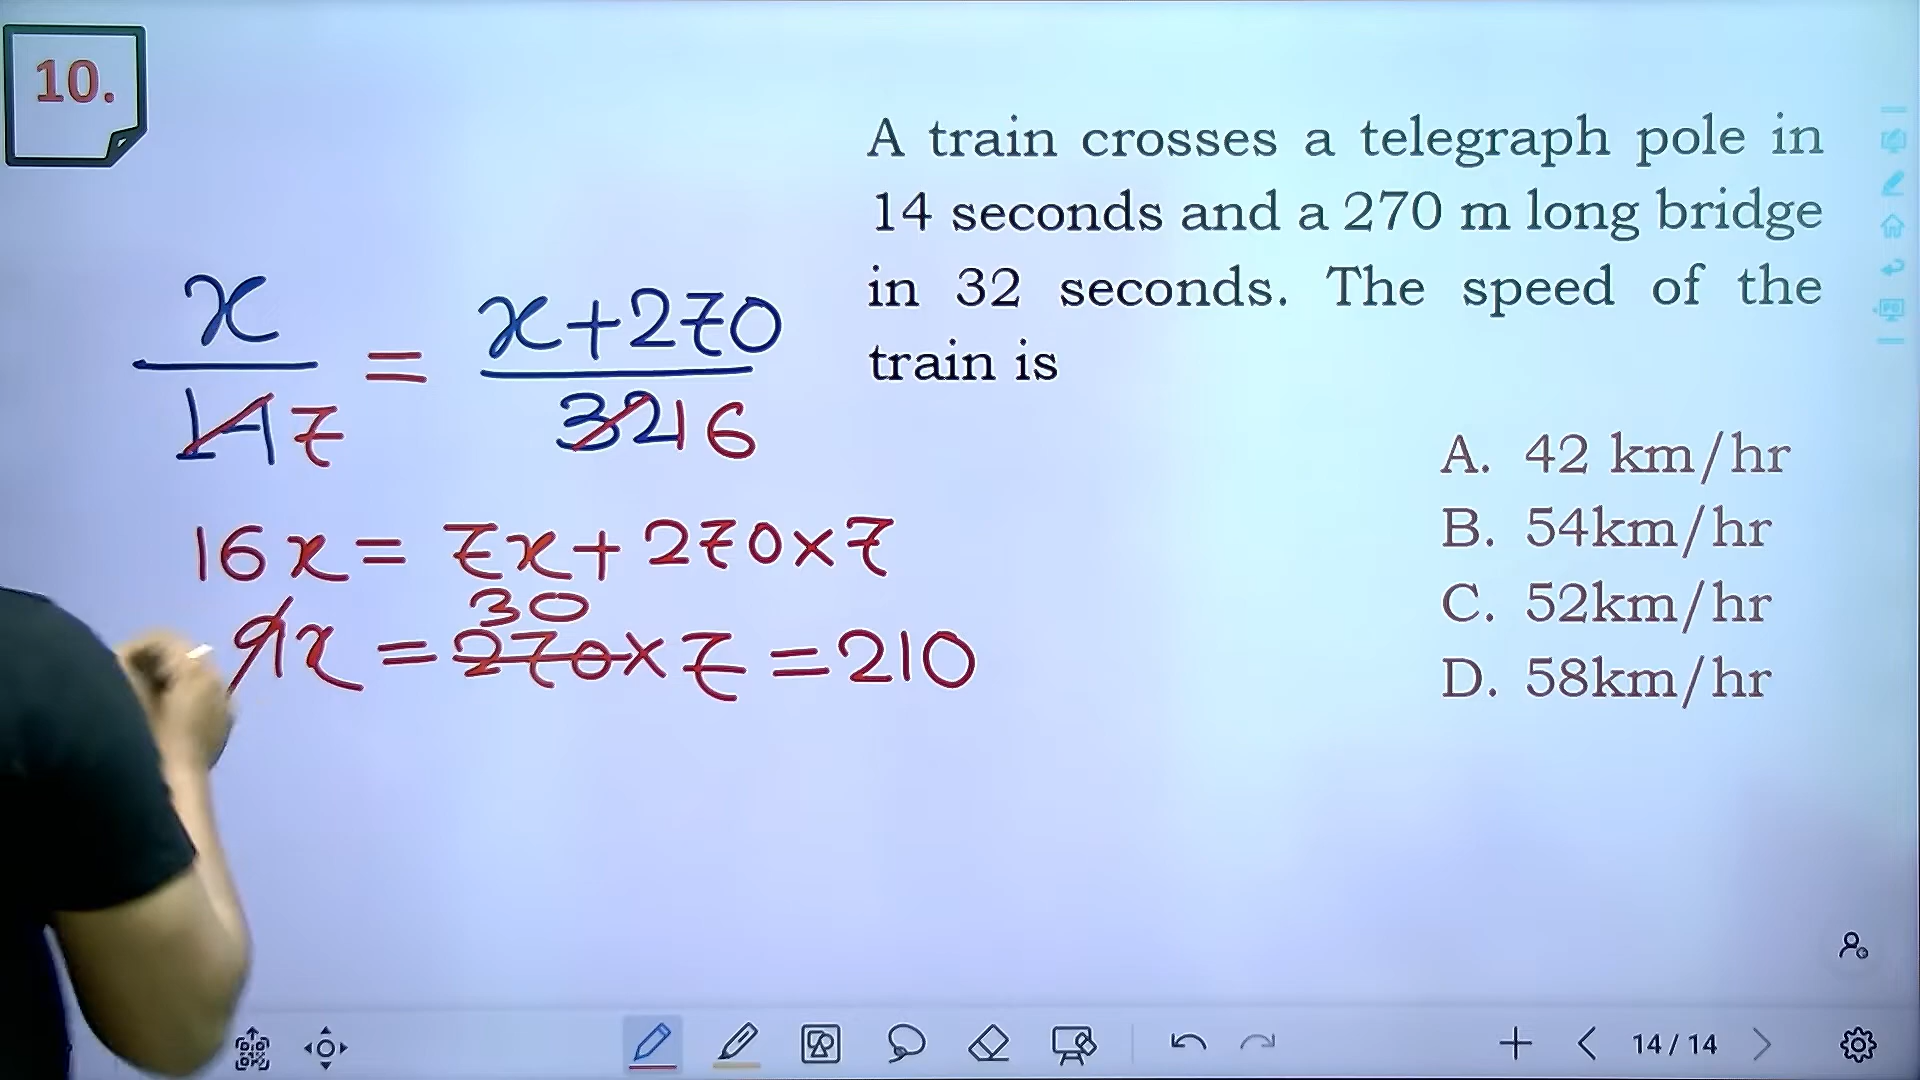 10.
A train crosses a telegraph pole in
14 seconds and a 270 m long bridge
in 32 seconds. The speed of the
train is
A. 42 km/hr
B. 54km/hr
C. 52km/hr
D. 58km/hr
x = x+270
14 7 32 16
16x = 7x + 270×7
30
9x = 270×7 = 210
14 / 14